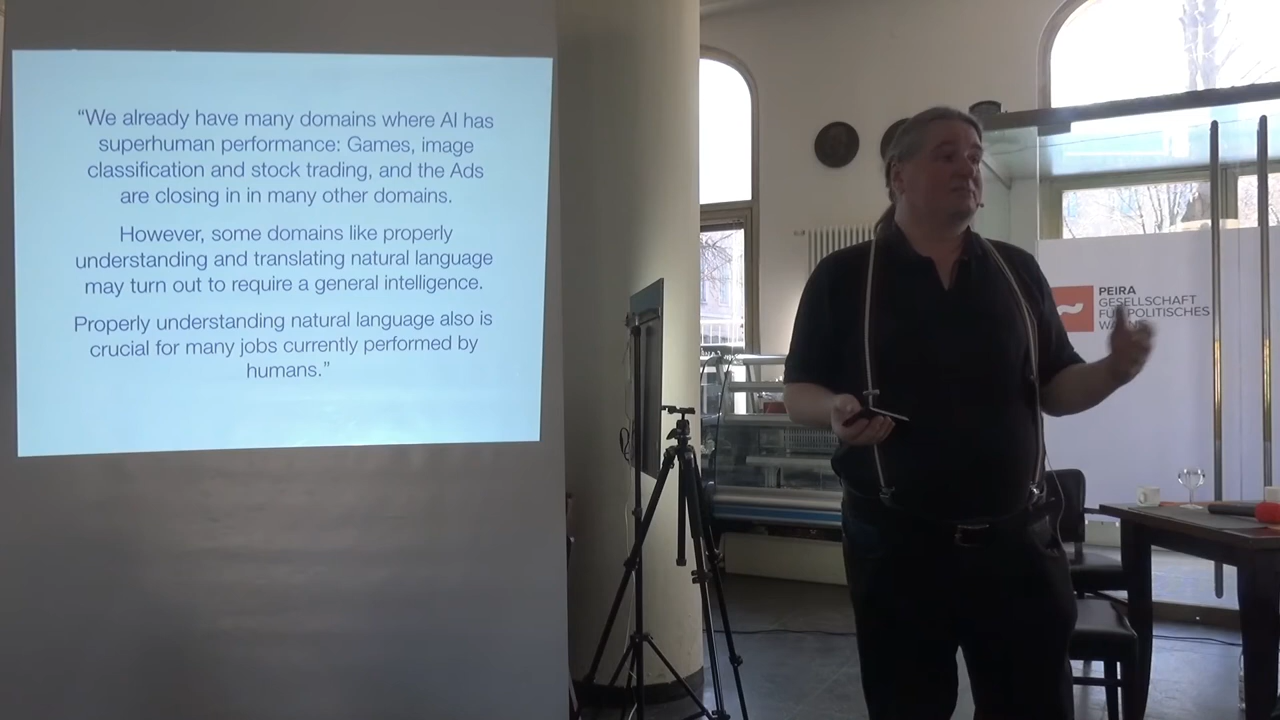 “We already have many domains where AI has
superhuman performance: Games, image
classification and stock trading, and the Ads
are closing in in many other domains.
However, some domains like properly
understanding and translating natural language
may turn out to require a general intelligence.
Properly understanding natural language also is
crucial for many jobs currently performed by
humans.”
PEIRA
GESELLSCHAFT
FÜR POLITISCHES